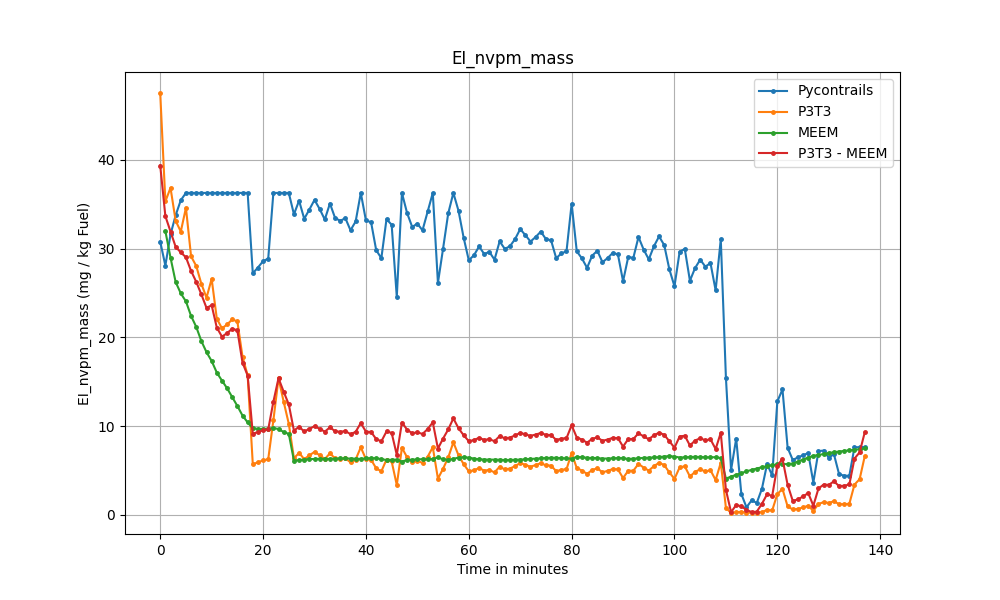 EI_nvpm_mass
Pycontrails
P3T3
MEEM
P3T3 - MEEM
EI_nvpm_mass (mg / kg Fuel)
40
30
20
10
0
0 20 40 60 80 100 120 140
Time in minutes